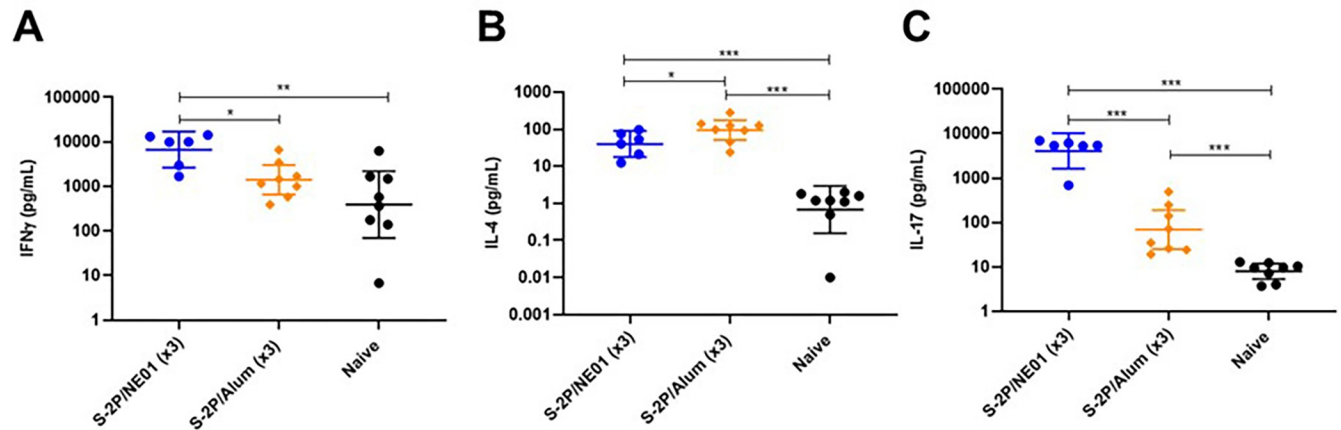 A
B
C
**
*
100000
10000
1000
100
10
1
IFNγ (pg/mL)
S-2P/NE01 (x3)
S-2P/Alum (x3)
Naive
***
*
***
1000
100
10
1
0.1
0.01
0.001
IL-4 (pg/mL)
S-2P/NE01 (x3)
S-2P/Alum (x3)
Naive
***
***
***
100000
10000
1000
100
10
1
IL-17 (pg/mL)
S-2P/NE01 (x3)
S-2P/Alum (x3)
Naive